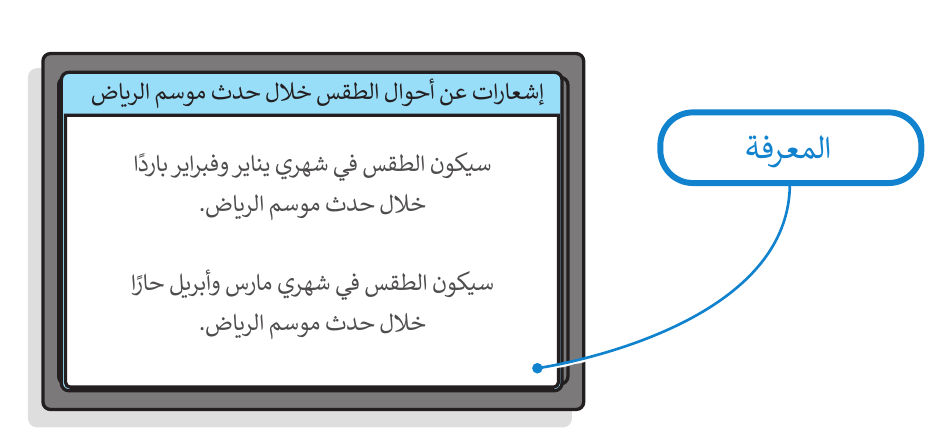 إشعارات عن أحوال الطقس خلال حدث موسم الرياض
سيكون الطقس في شهري يناير وفبراير باردًا
خلال حدث موسم الرياض.
سيكون الطقس في شهري مارس وأبريل حارًا
خلال حدث موسم الرياض.
المعرفة